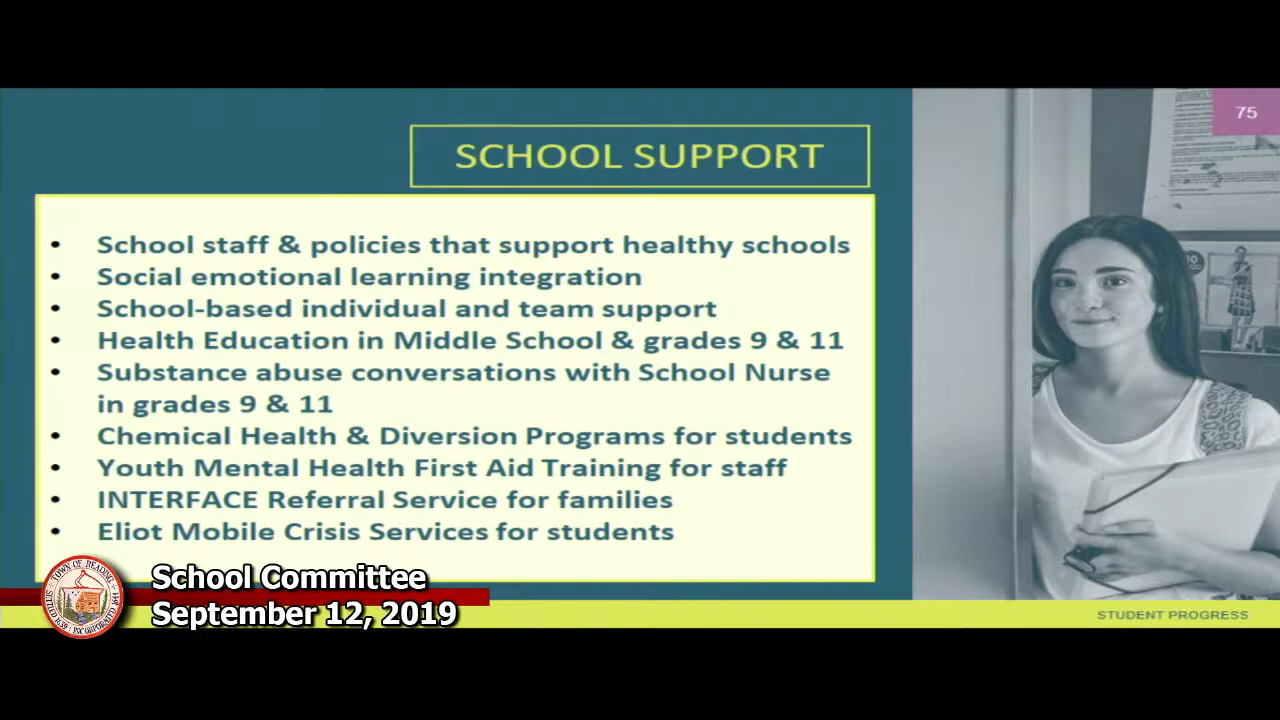 75
SCHOOL SUPPORT
• School staff & policies that support healthy schools
• Social emotional learning integration
• School-based individual and team support
• Health Education in Middle School & grades 9 & 11
• Substance abuse conversations with School Nurse
in grades 9 & 11
• Chemical Health & Diversion Programs for students
• Youth Mental Health First Aid Training for staff
• INTERFACE Referral Service for families
• Eliot Mobile Crisis Services for students
TOWN OF READING
School Committee
September 12, 2019
STUDENT PROGRESS